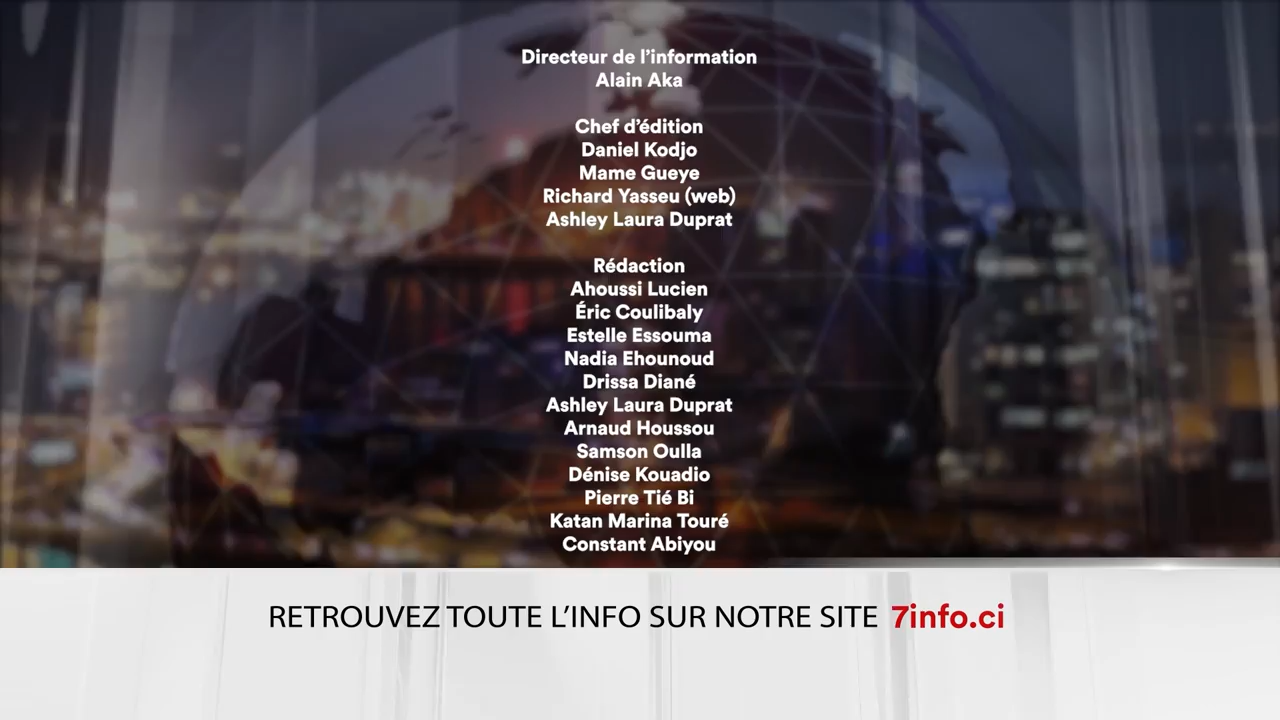 Directeur de l’information
Alain Aka
Chef d’édition
Daniel Kodjo
Mame Gueye
Richard Yasseu (web)
Ashley Laura Duprat
Rédaction
Ahoussi Lucien
Éric Coulibaly
Estelle Essouma
Nadia Ehounoud
Drissa Diané
Ashley Laura Duprat
Arnaud Houssou
Samson Oulla
Dénise Kouadio
Pierre Tié Bi
Katan Marina Touré
Constant Abiyou
RETROUVEZ TOUTE L’INFO SUR NOTRE SITE 7info.ci